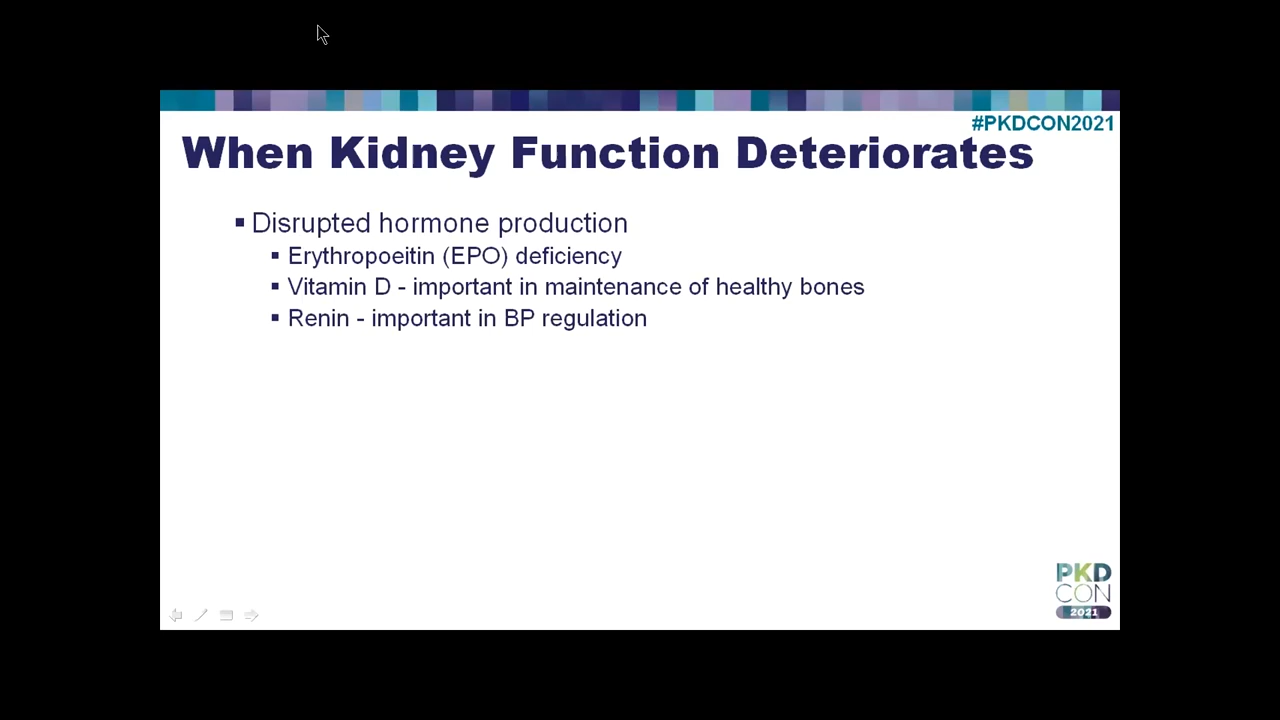 #PKDCON2021
When Kidney Function Deteriorates
▪ Disrupted hormone production
▪ Erythropoeitin (EPO) deficiency
▪ Vitamin D - important in maintenance of healthy bones
▪ Renin - important in BP regulation
PKD
CON
2021